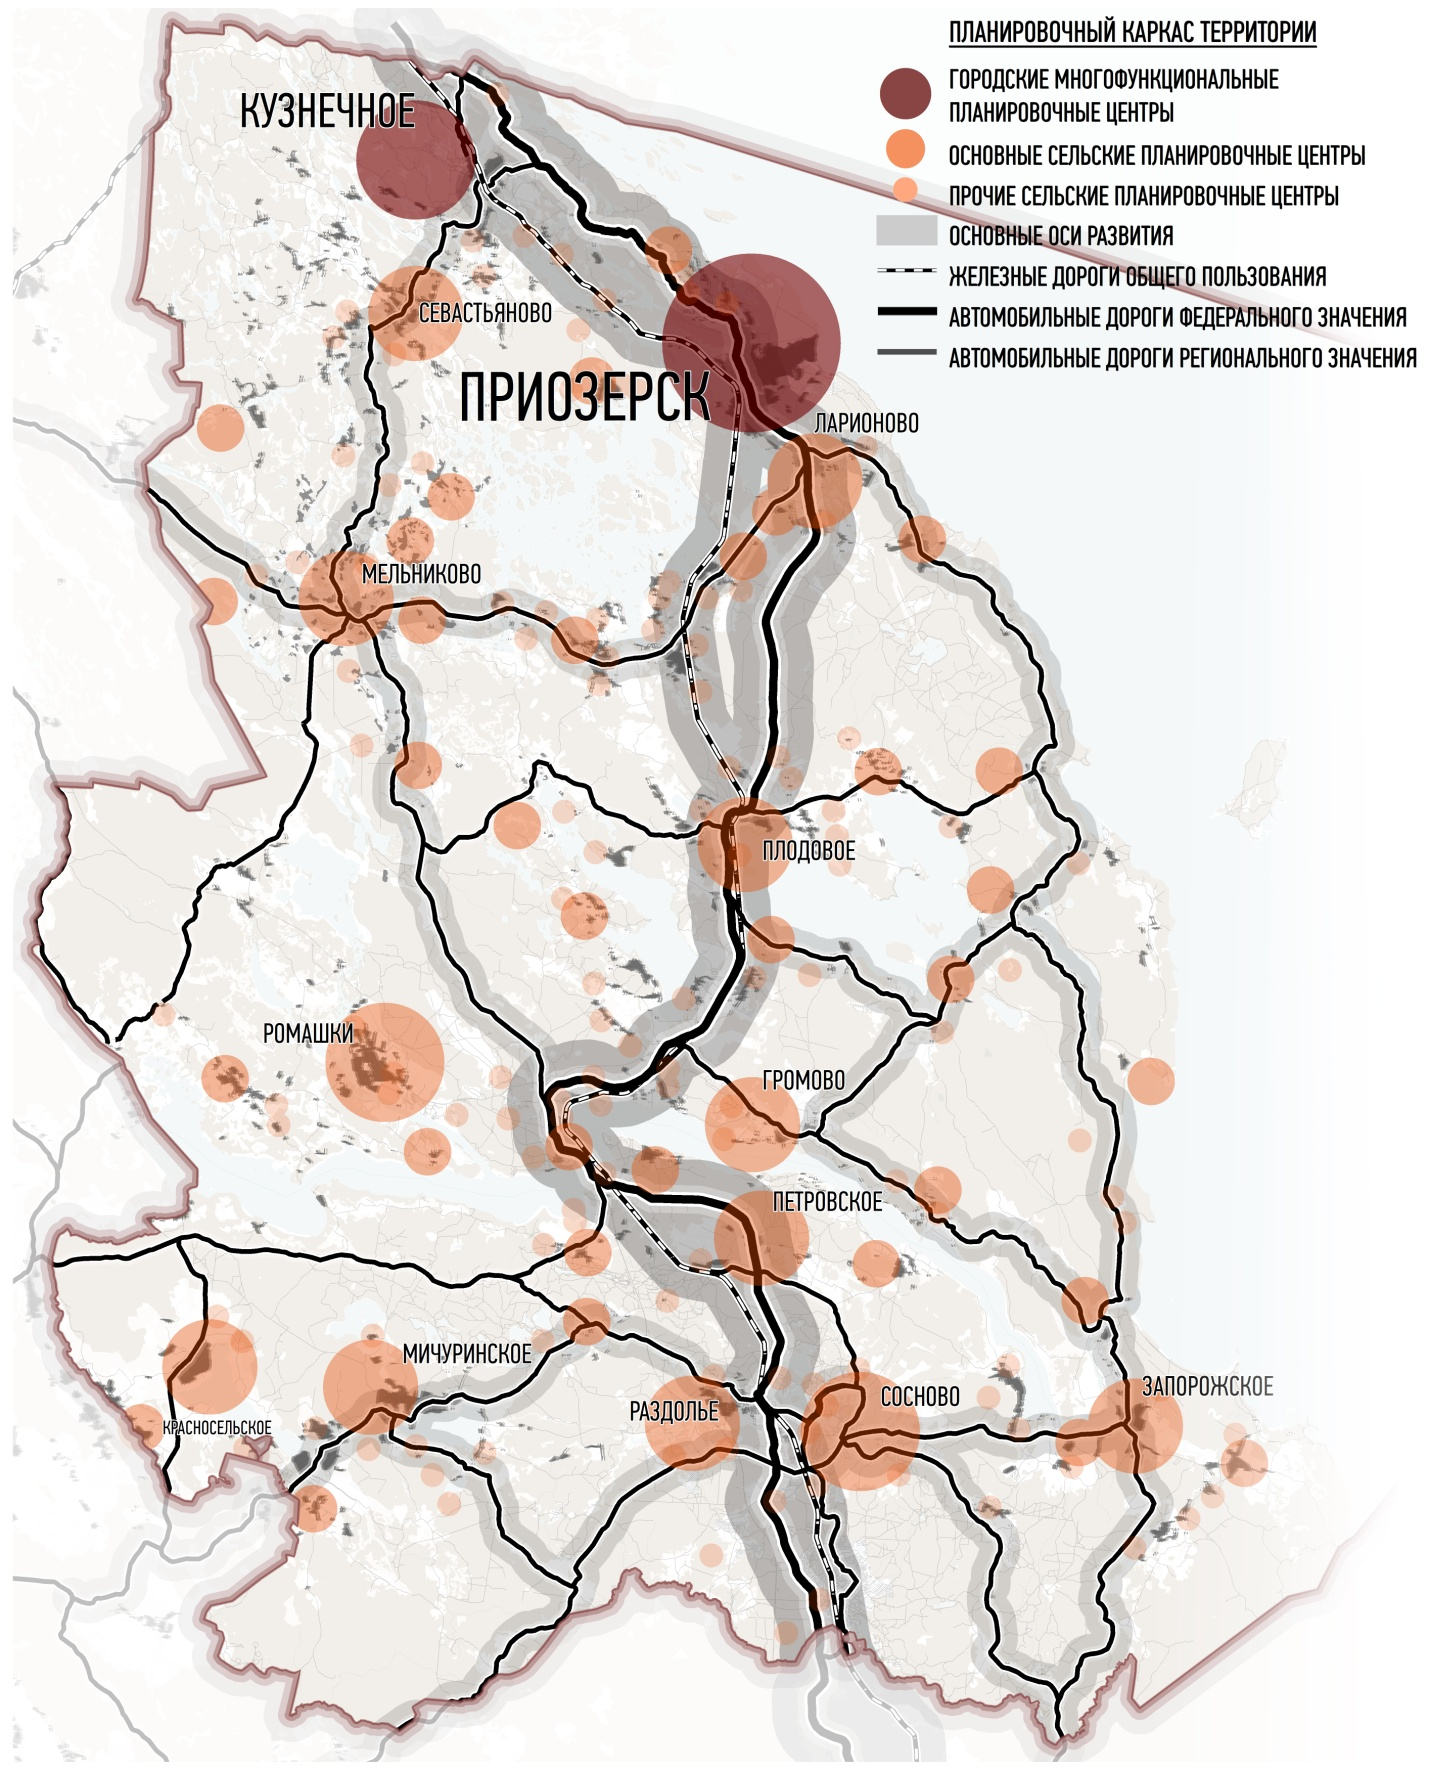 ПЛАНИРОВОЧНЫЙ КАРКАС ТЕРРИТОРИИ
ГОРОДСКИЕ МНОГОФУНКЦИОНАЛЬНЫЕ
ПЛАНИРОВОЧНЫЕ ЦЕНТРЫ
ОСНОВНЫЕ СЕЛЬСКИЕ ПЛАНИРОВОЧНЫЕ ЦЕНТРЫ
ПРОЧИЕ СЕЛЬСКИЕ ПЛАНИРОВОЧНЫЕ ЦЕНТРЫ
ОСНОВНЫЕ ОСИ РАЗВИТИЯ
ЖЕЛЕЗНЫЕ ДОРОГИ ОБЩЕГО ПОЛЬЗОВАНИЯ
АВТОМОБИЛЬНЫЕ ДОРОГИ ФЕДЕРАЛЬНОГО ЗНАЧЕНИЯ
АВТОМОБИЛЬНЫЕ ДОРОГИ РЕГИОНАЛЬНОГО ЗНАЧЕНИЯ
КУЗНЕЧНОЕ
СЕВАСТЬЯНОВО
ПРИОЗЕРСК
ЛАРИОНОВО
МЕЛЬНИКОВО
ПЛОДОВОЕ
РОМАШКИ
ГРОМОВО
ПЕТРОВСКОЕ
МИЧУРИНСКОЕ
ЗАПОРОЖСКОЕ
СОСНОВО
РАЗДОЛЬЕ
КРАСНОСЕЛЬСКОЕ